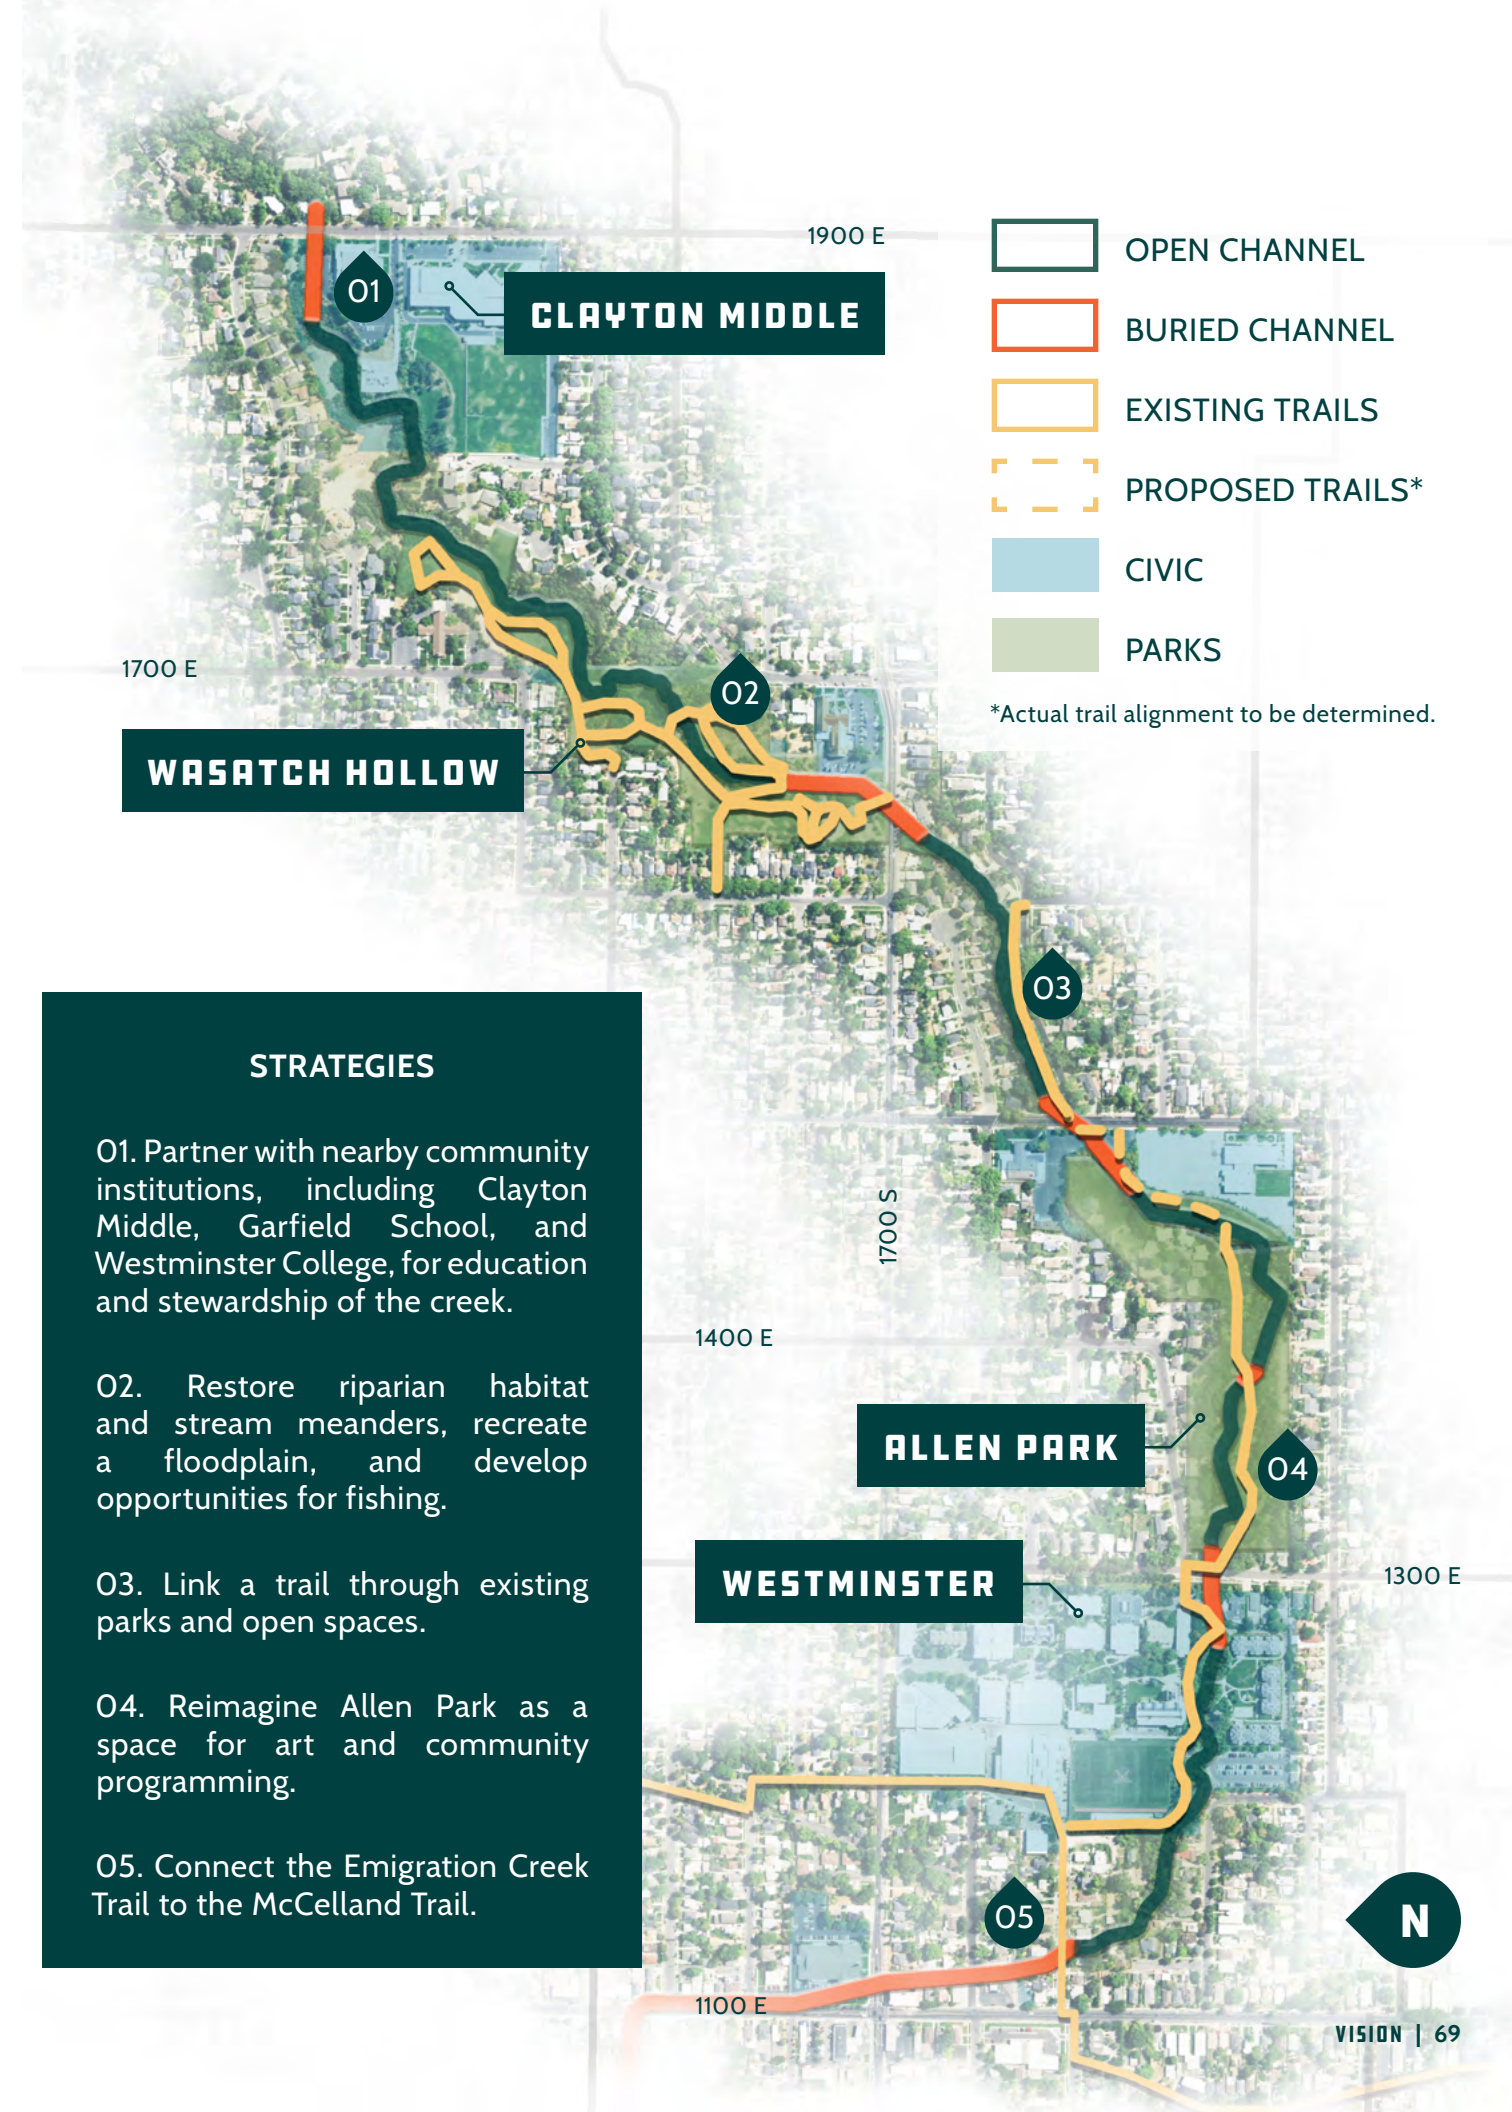 1900 E
01
CLAYTON MIDDLE
OPEN CHANNEL
BURIED CHANNEL
EXISTING TRAILS
PROPOSED TRAILS*
CIVIC
PARKS
*Actual trail alignment to be determined.
1700 E
02
WASATCH HOLLOW
03
STRATEGIES
01. Partner with nearby community
institutions, including Clayton
Middle, Garfield School, and
Westminster College, for education
and stewardship of the creek.
02. Restore riparian habitat
and stream meanders, recreate
a floodplain, and develop
opportunities for fishing.
03. Link a trail through existing
parks and open spaces.
04. Reimagine Allen Park as a
space for art and community
programming.
05. Connect the Emigration Creek
Trail to the McCelland Trail.
1700 S
1400 E
ALLEN PARK
04
WESTMINSTER
1300 E
05
N
1100 E
VISION | 69